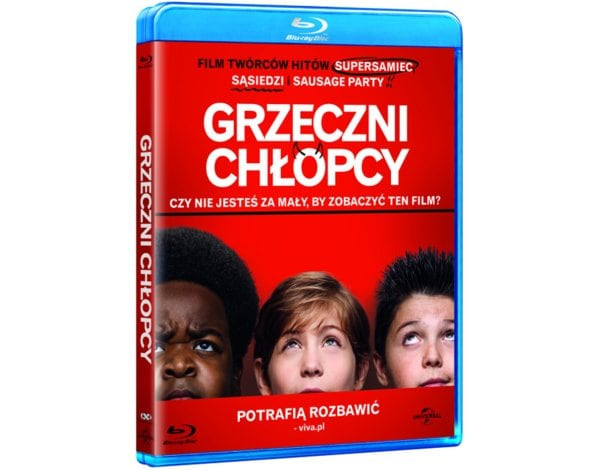 Blu-ray Disc
FILM TWÓRCÓW HITÓW SUPERSAMIEC
SĄSIEDZI I SAUSAGE PARTY
GRZECZNI
CHŁOPCY
CZY NIE JESTEŚ ZA MAŁY, BY ZOBACZYĆ TEN FILM?
GRZECZNI CHŁOPCY
POTRAFIĄ ROZBAWIĆ
- viva.pl
Blu-ray Disc
UNIVERSAL